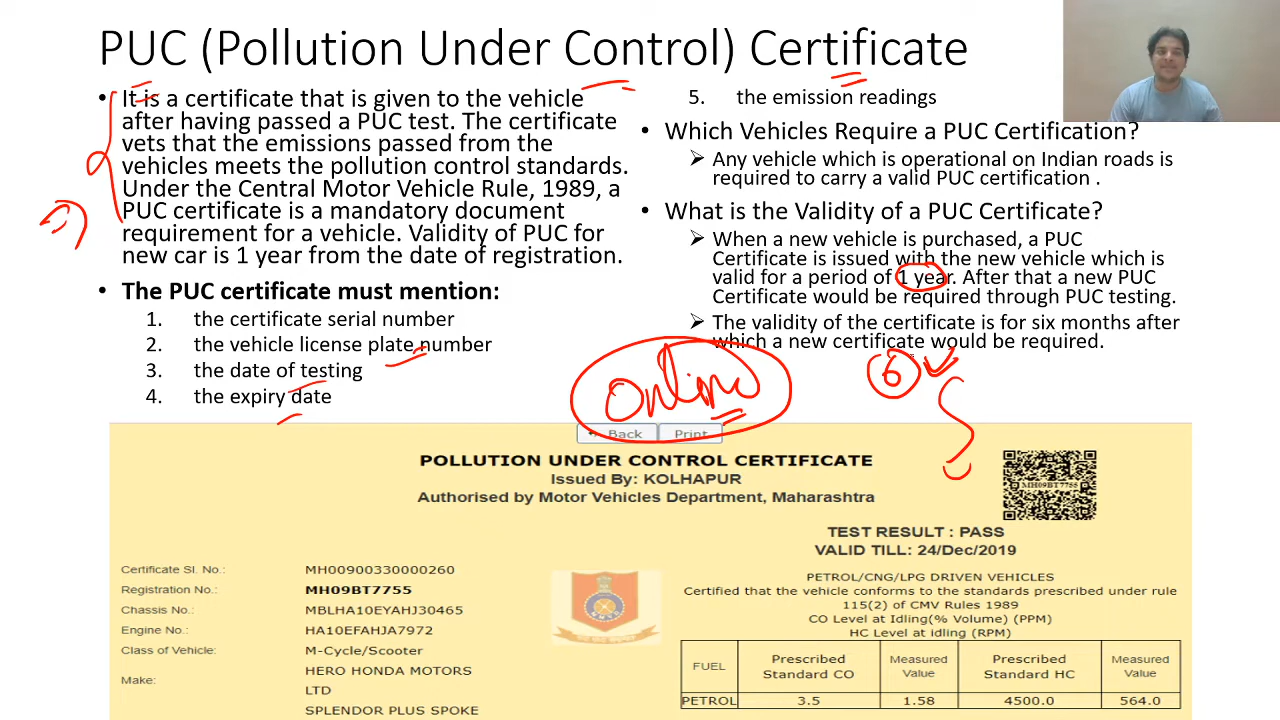 PUC (Pollution Under Control) Certificate
• It is a certificate that is given to the vehicle
after having passed a PUC test. The certificate
vets that the emissions passed from the
vehicles meets the pollution control standards.
Under the Central Motor Vehicle Rule, 1989, a
PUC certificate is a mandatory document
requirement for a vehicle. Validity of PUC for
new car is 1 year from the date of registration.
• The PUC certificate must mention:
1. the certificate serial number
2. the vehicle license plate number
3. the date of testing
4. the expiry date
5. the emission readings
• Which Vehicles Require a PUC Certification?
➢ Any vehicle which is operational on Indian roads is
required to carry a valid PUC certification .
• What is the Validity of a PUC Certificate?
➢ When a new vehicle is purchased, a PUC
Certificate is issued with the new vehicle which is
valid for a period of 1 year. After that a new PUC
Certificate would be required through PUC testing.
➢ The validity of the certificate is for six months after
which a new certificate would be required.
Online
6
Back Print
POLLUTION UNDER CONTROL CERTIFICATE
Issued By: KOLHAPUR
Authorised by Motor Vehicles Department, Maharashtra
MH09BT7755
TEST RESULT : PASS
VALID TILL: 24/Dec/2019
Certificate Sl. No.: MH00900330000260
Registration No.: MH09BT7755
Chassis No.: MBLHA10EYAHJ30465
Engine No.: HA10EFAHJA7972
Class of Vehicle: M-Cycle/Scooter
Make: HERO HONDA MOTORS
LTD
SPLENDOR PLUS SPOKE
PETROL/CNG/LPG DRIVEN VEHICLES
Certified that the vehicle conforms to the standards prescribed under rule
115(2) of CMV Rules 1989
CO Level at Idling(% Volume) (PPM)
HC Level at idling (RPM)
FUEL Prescribed Standard CO Measured Value Prescribed Standard HC Measured Value
PETROL 3.5 1.58 4500.0 564.0